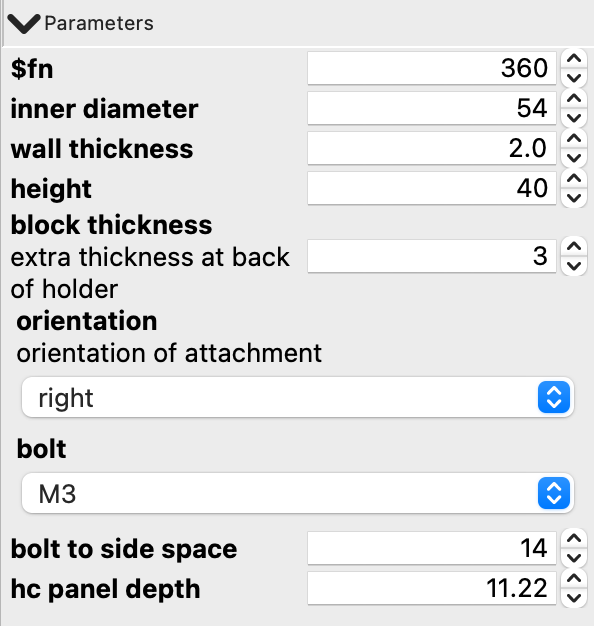 Parameters
$fn 360
inner diameter 54
wall thickness 2.0
height 40
block thickness
extra thickness at back 3
of holder
orientation
orientation of attachment
right
bolt
M3
bolt to side space 14
hc panel depth 11.22